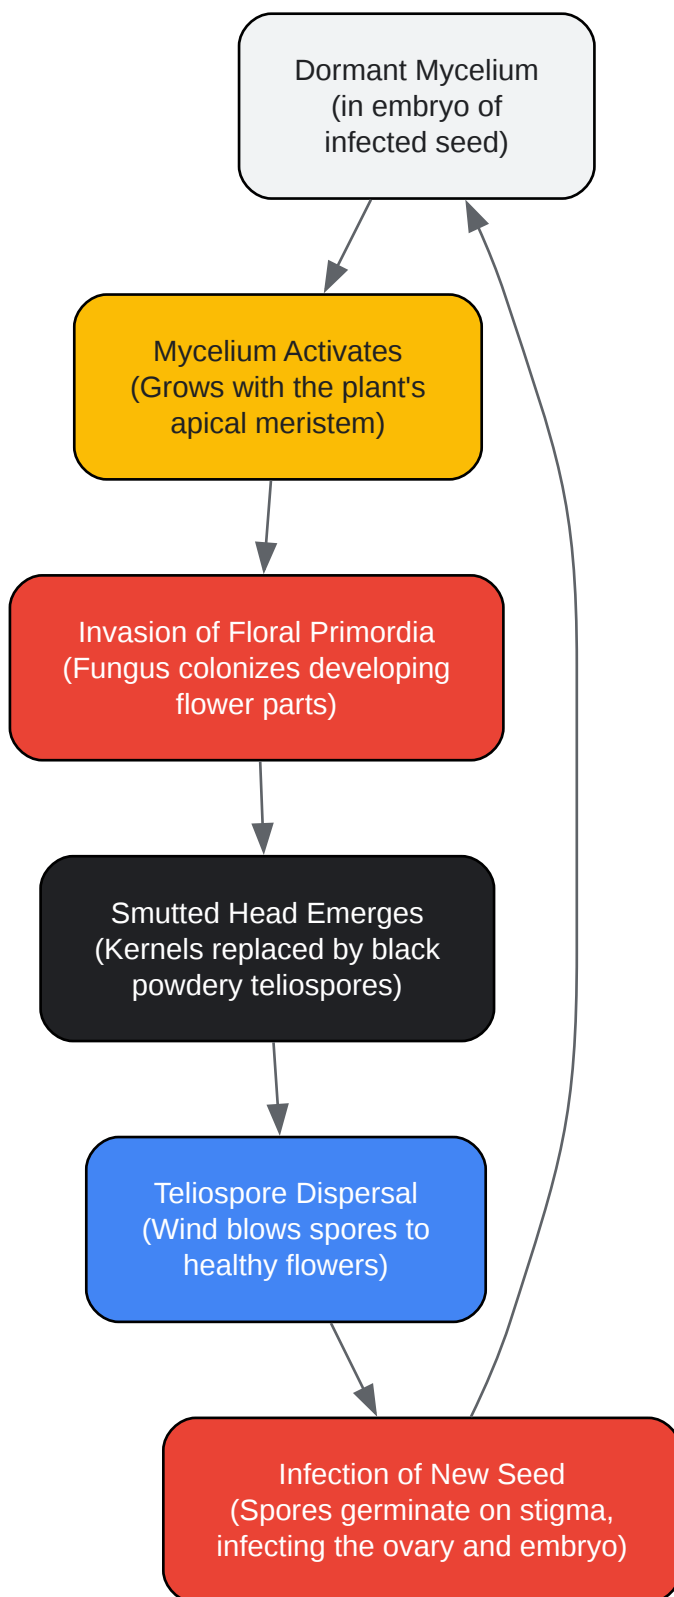 Dormant Mycelium
(in embryo of
infected seed)
Mycelium Activates
(Grows with the plant's
apical meristem)
Invasion of Floral Primordia
(Fungus colonizes developing
flower parts)
Smutted Head Emerges
(Kernels replaced by black
powdery teliospores)
Teliospore Dispersal
(Wind blows spores to
healthy flowers)
Infection of New Seed
(Spores germinate on stigma,
infecting the ovary and embryo)